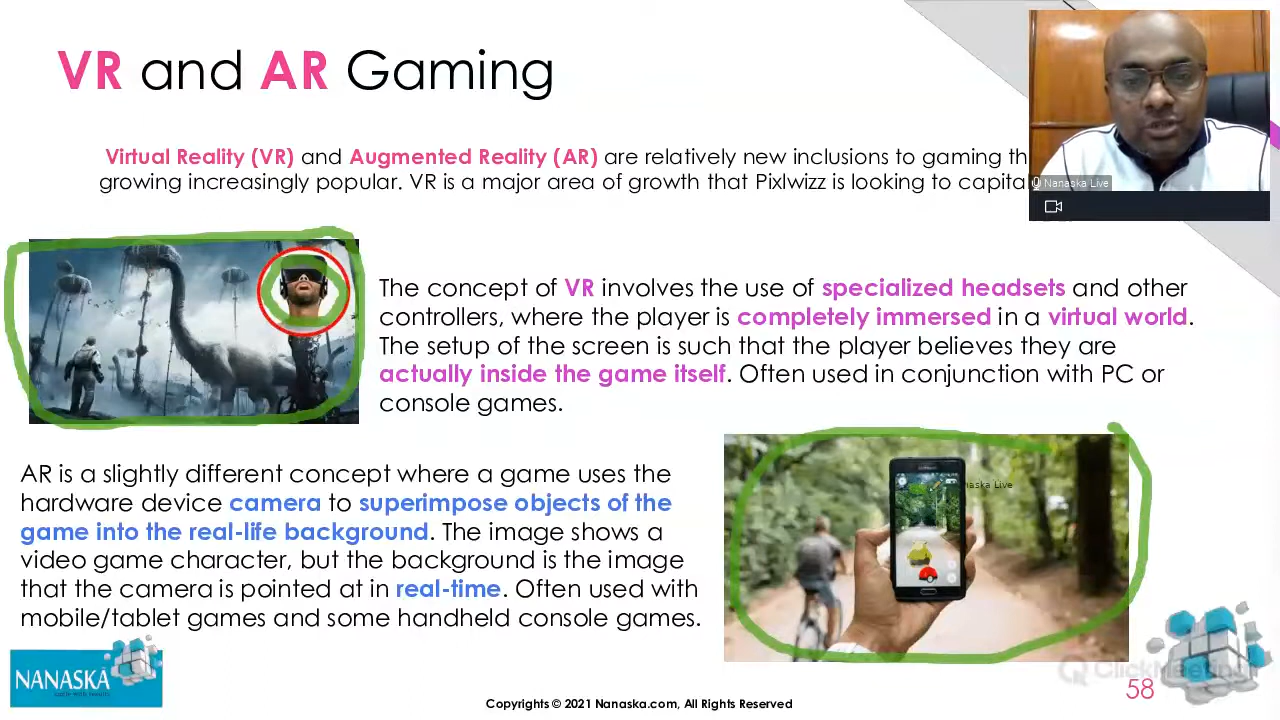 VR and AR Gaming
Virtual Reality (VR) and Augmented Reality (AR) are relatively new inclusions to gaming th
growing increasingly popular. VR is a major area of growth that Pixlwizz is looking to capita
Nanaska Live
The concept of VR involves the use of specialized headsets and other
controllers, where the player is completely immersed in a virtual world.
The setup of the screen is such that the player believes they are
actually inside the game itself. Often used in conjunction with PC or
console games.
AR is a slightly different concept where a game uses the
hardware device camera to superimpose objects of the
game into the real-life background. The image shows a
video game character, but the background is the image
that the camera is pointed at in real-time. Often used with
mobile/tablet games and some handheld console games.
naska Live
NANASKA
ClickMeeting
58
Copyrights © 2021 Nanaska.com, All Rights Reserved